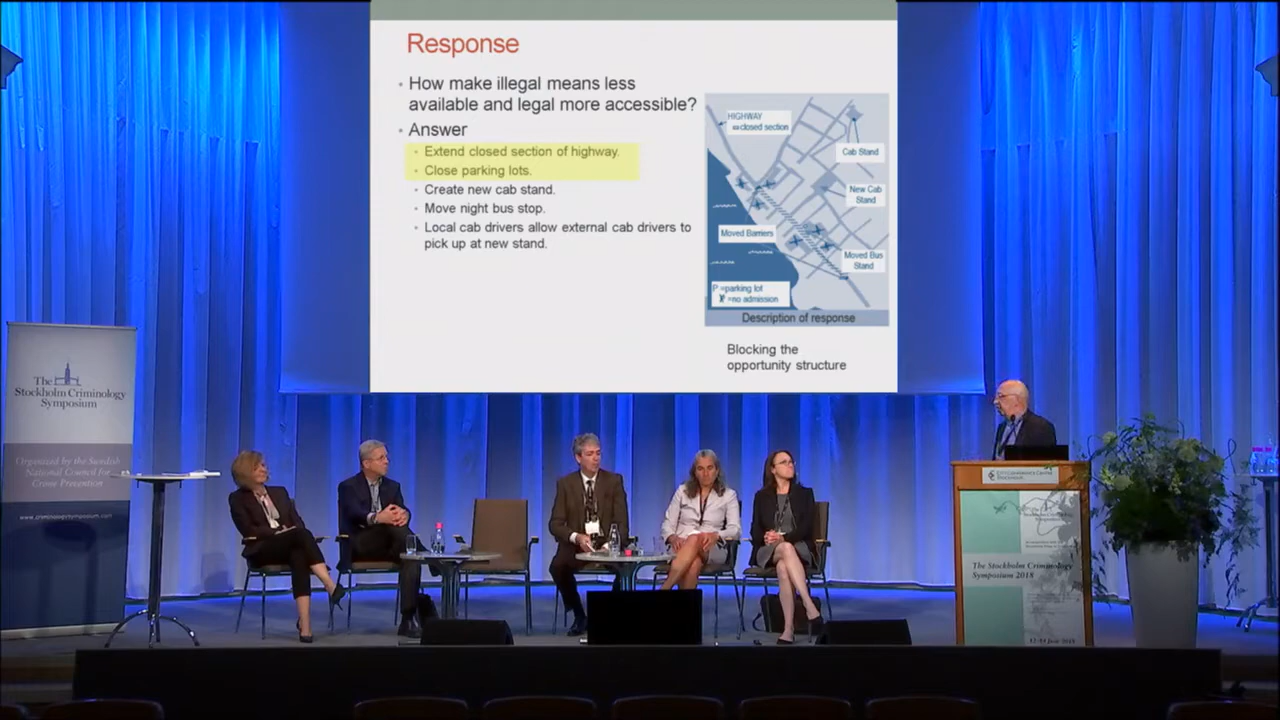 Response
• How make illegal means less
available and legal more accessible?
• Answer
• Extend closed section of highway.
• Close parking lots.
• Create new cab stand.
• Move night bus stop.
• Local cab drivers allow external cab drivers to
pick up at new stand.
HIGHWAY
closed section
Cab Stand
New Cab
Stand
Moved Barriers
Moved Bus
Stand
P =parking lot
=no admission
Description of response
Blocking the
opportunity structure
The
Stockholm Criminology
Symposium
Organized by the Swedish
National Council for
Crime Prevention
www.criminologysymposium.com
The Stockholm Criminology
Symposium 2018